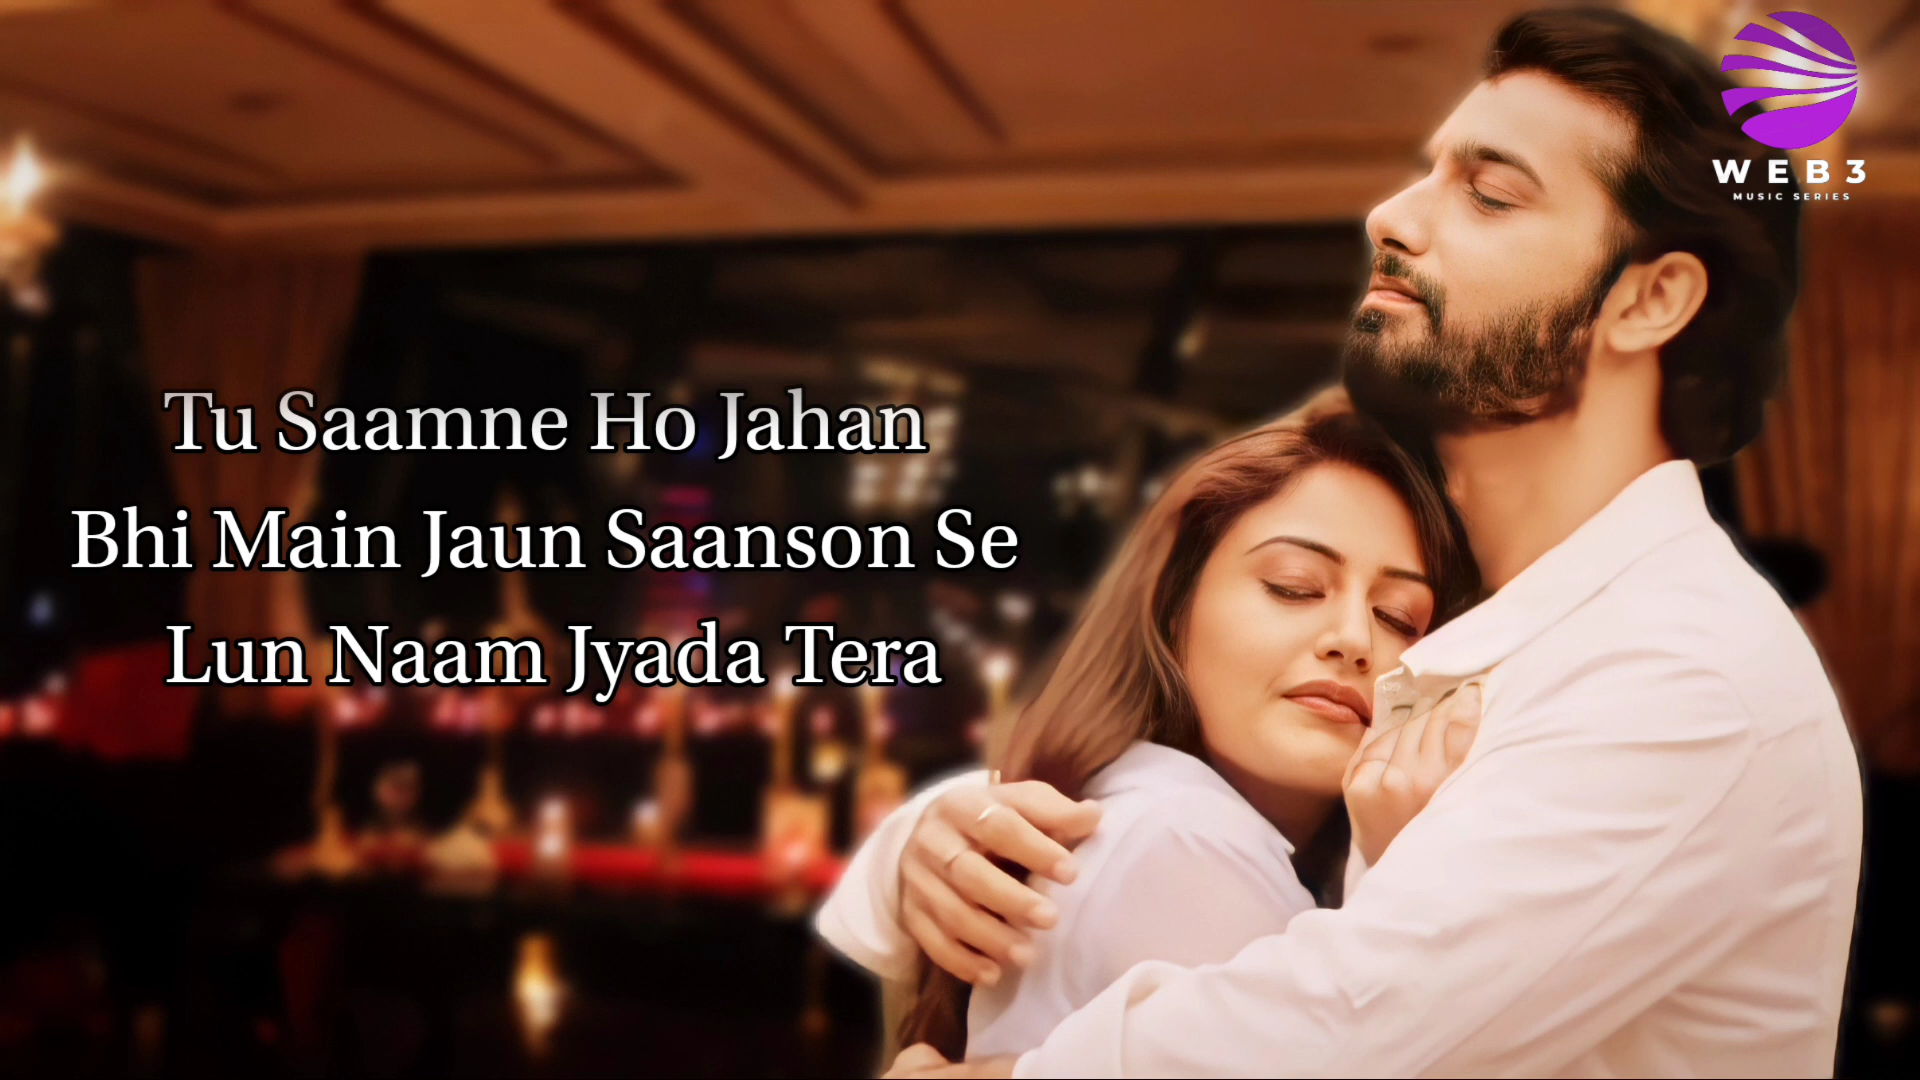 WEB3
MUSIC SERIES
Tu Saamne Ho Jahan
Bhi Main Jaun Saanson Se
Lun Naam Jyada Tera